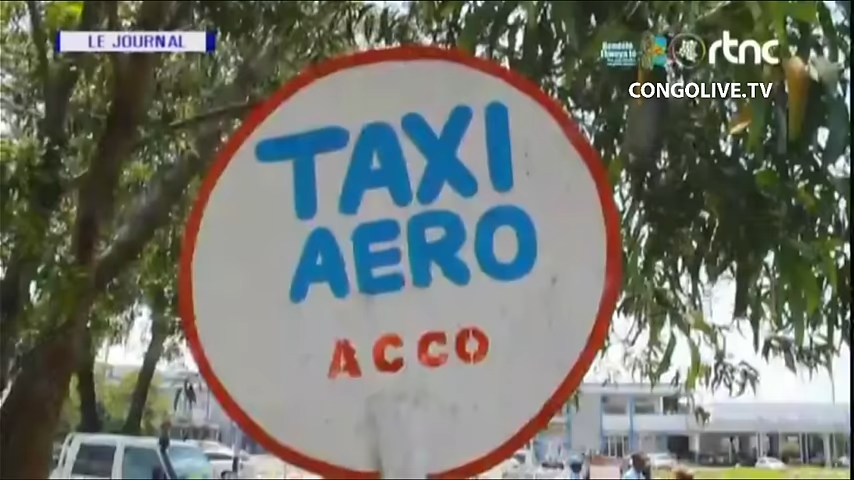 LE JOURNAL
rtnc
CONGOLIVE.TV
TAXI
AERO
ACCO